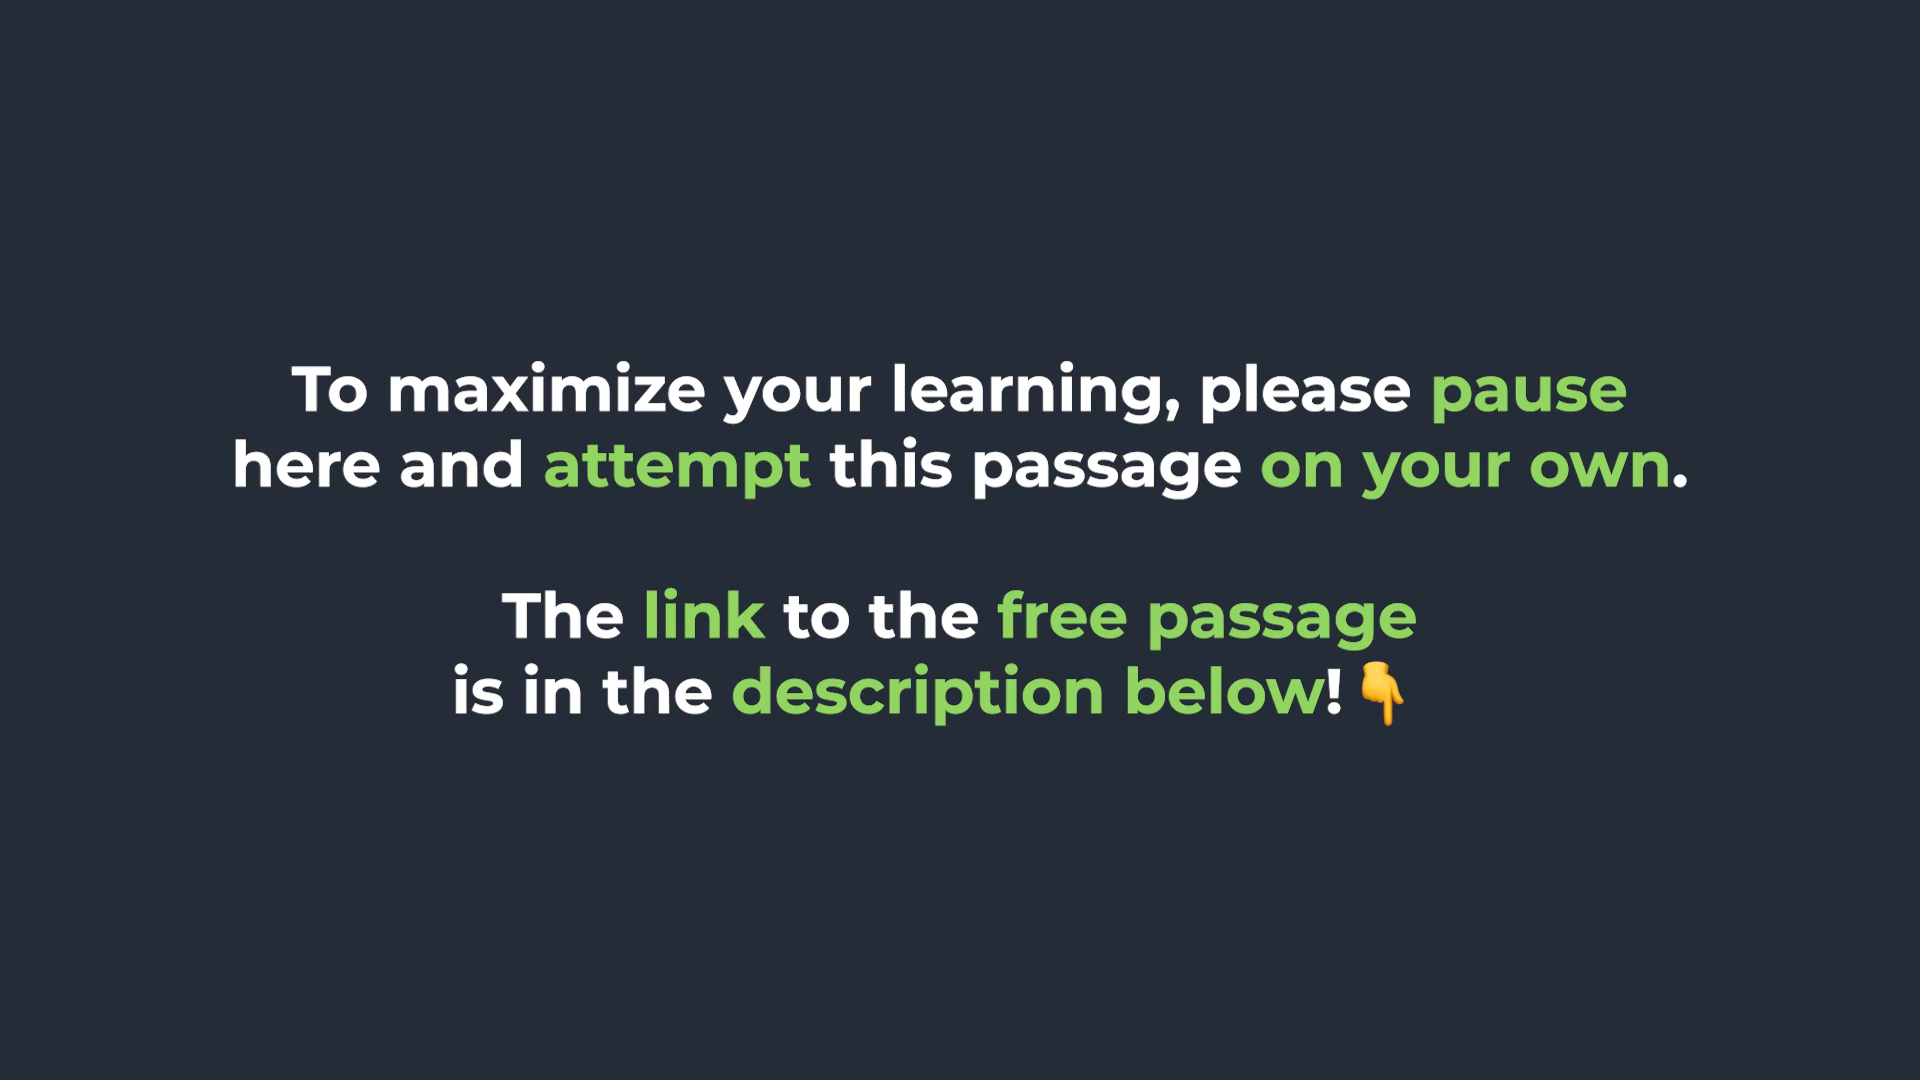 To maximize your learning, please pause
here and attempt this passage on your own.
The link to the free passage
is in the description below!👇